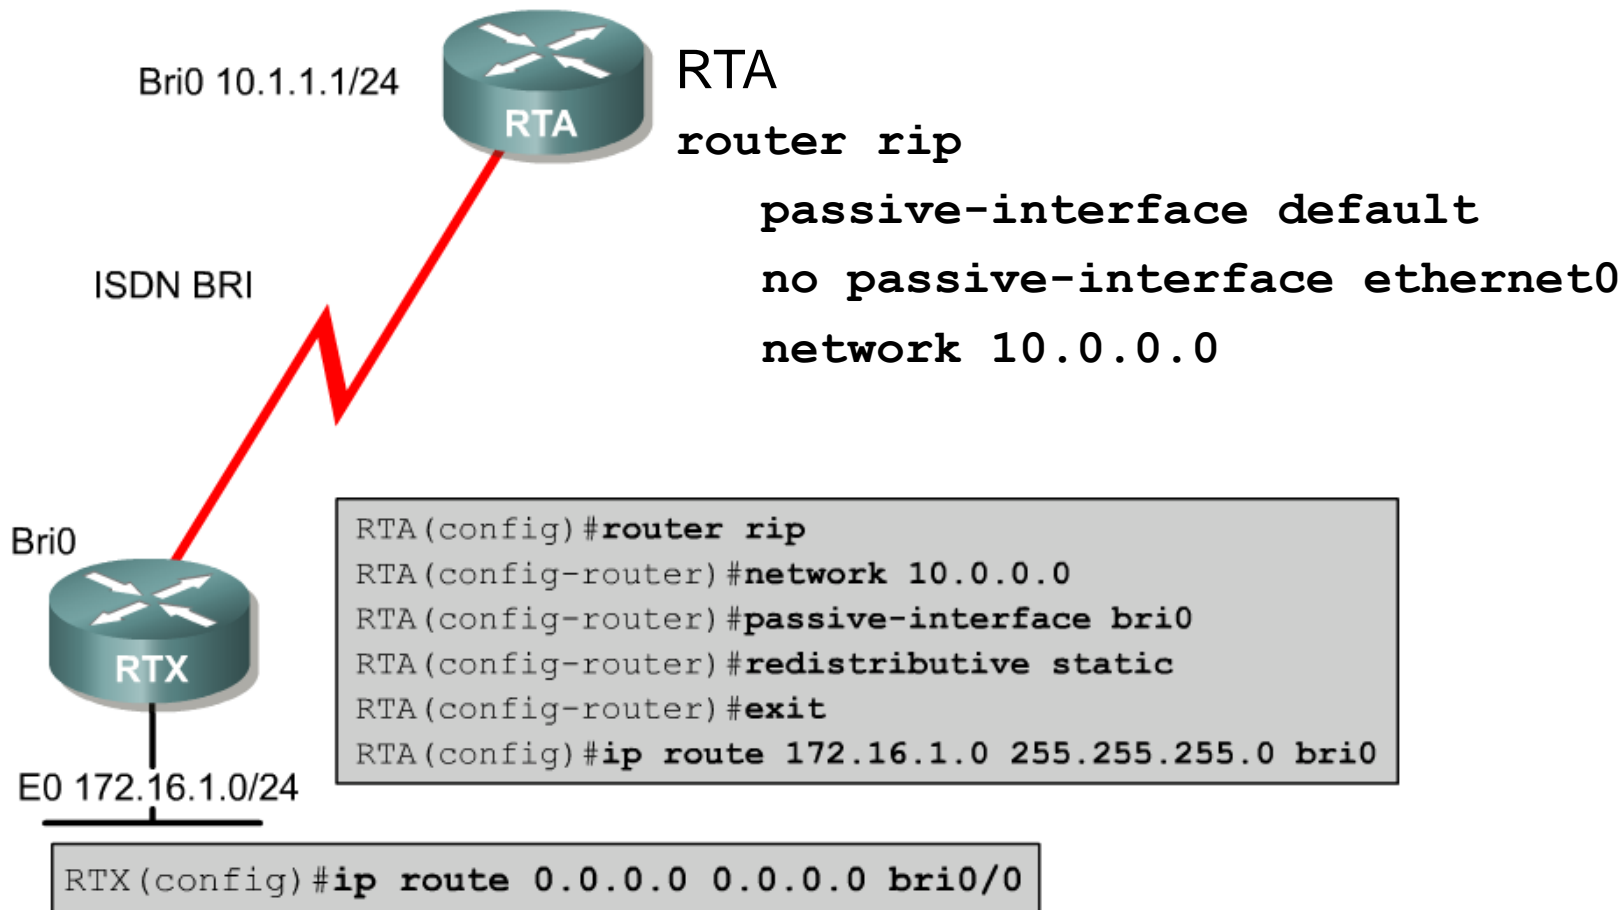 Bri0 10.1.1.1/24
RTA
RTA
router rip
passive-interface default
no passive-interface ethernet0
network 10.0.0.0
ISDN BRI
Bri0
RTX
E0 172.16.1.0/24
RTA(config)#router rip
RTA(config-router)#network 10.0.0.0
RTA(config-router)#passive-interface bri0
RTA(config-router)#redistributive static
RTA(config-router)#exit
RTA(config)#ip route 172.16.1.0 255.255.255.0 bri0
RTX(config)#ip route 0.0.0.0 0.0.0.0 bri0/0